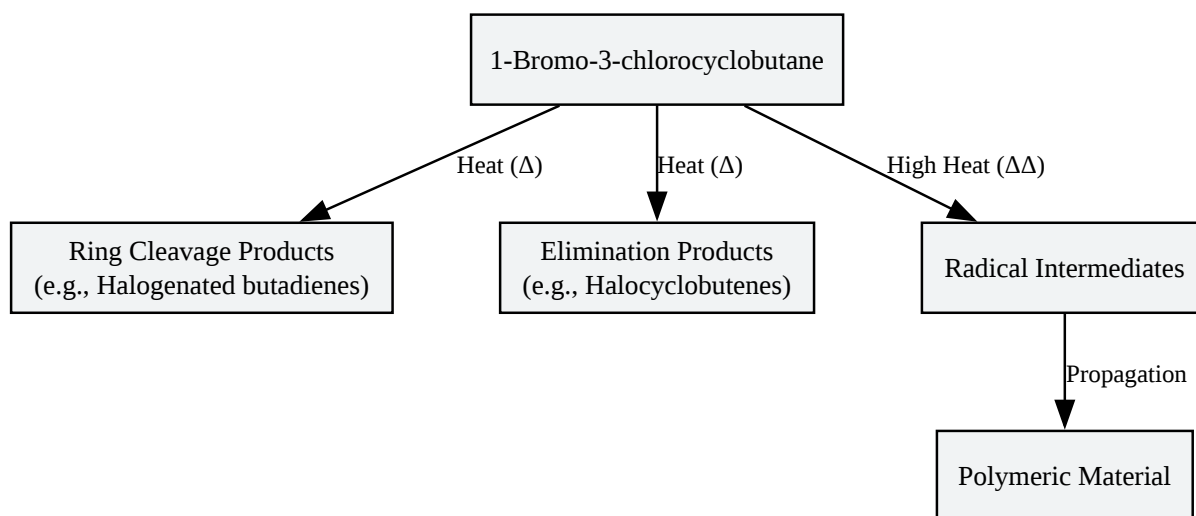 1-Bromo-3-chlorocyclobutane
Heat (Δ)
Heat (Δ)
High Heat (ΔΔ)
Ring Cleavage Products
(e.g., Halogenated butadienes)
Elimination Products
(e.g., Halocyclobutenes)
Radical Intermediates
Propagation
Polymeric Material